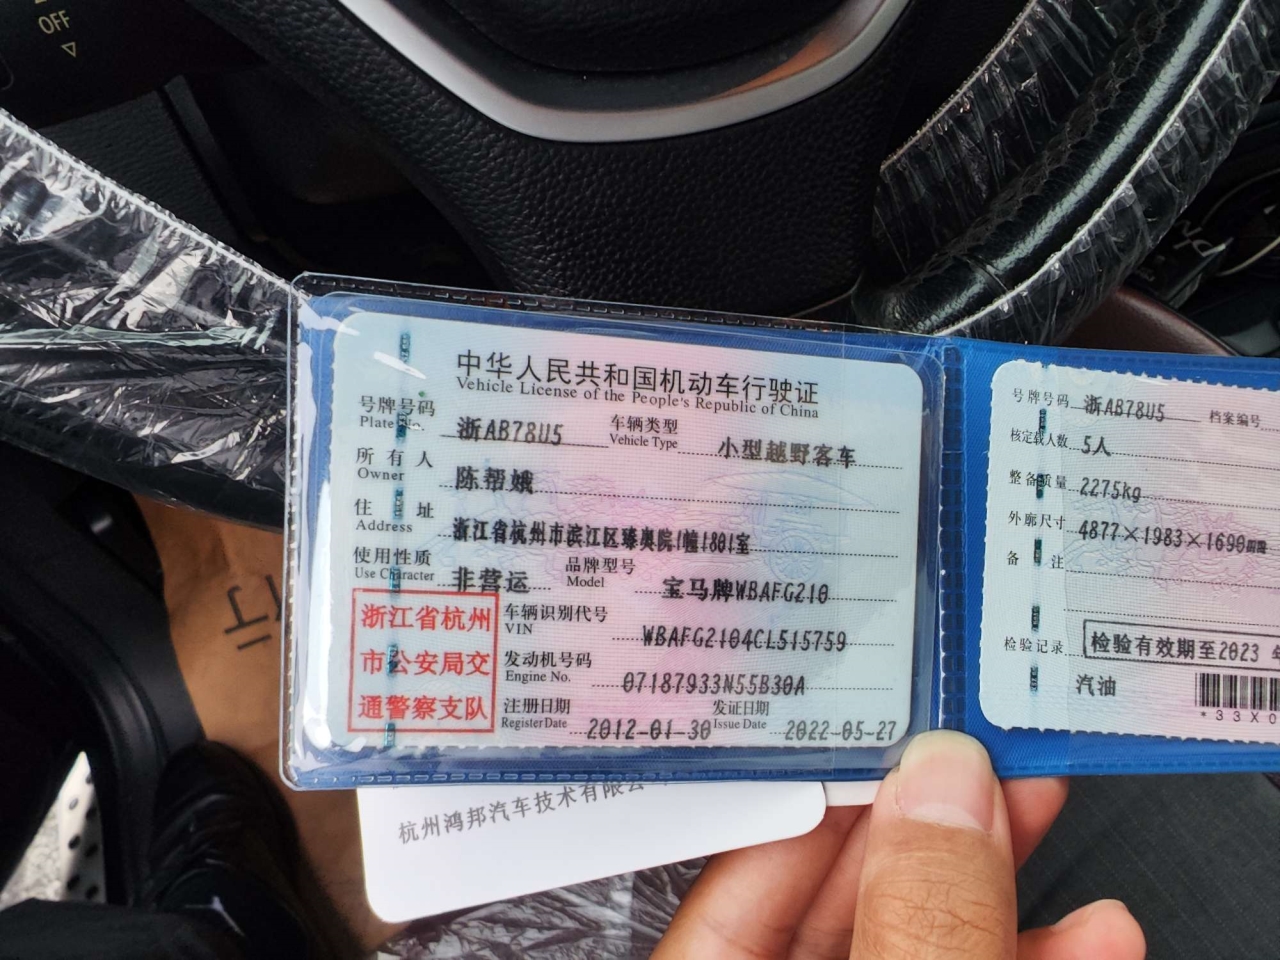 OFF
中华人民共和国机动车行驶证
Vehicle License of the People's Republic of China
号牌号码 浙AB78U5 车辆类型 小型越野客车
Plate No. Vehicle Type
所有人 陈帮娥
Owner
住址 浙江省杭州市滨江区臻奥院1幢1801室
Address
使用性质 非营运 品牌型号 宝马牌WBAFG210
Use Character Model
浙江省杭州
市公安局交
通警察支队
车辆识别代号 WBAFG2104CL515759
VIN
发动机号码 07187933N55B30A
Engine No.
注册日期 2012-01-30 发证日期 2022-05-27
Register Date Issue Date
号牌号码 浙AB78U5 档案编号
核定载人数 5人
整备质量 2275kg
外廓尺寸 4877×1983×1690
备注
检验记录 检验有效期至2023 年
汽油
*33X0
杭州鸿邦汽车技术有限公